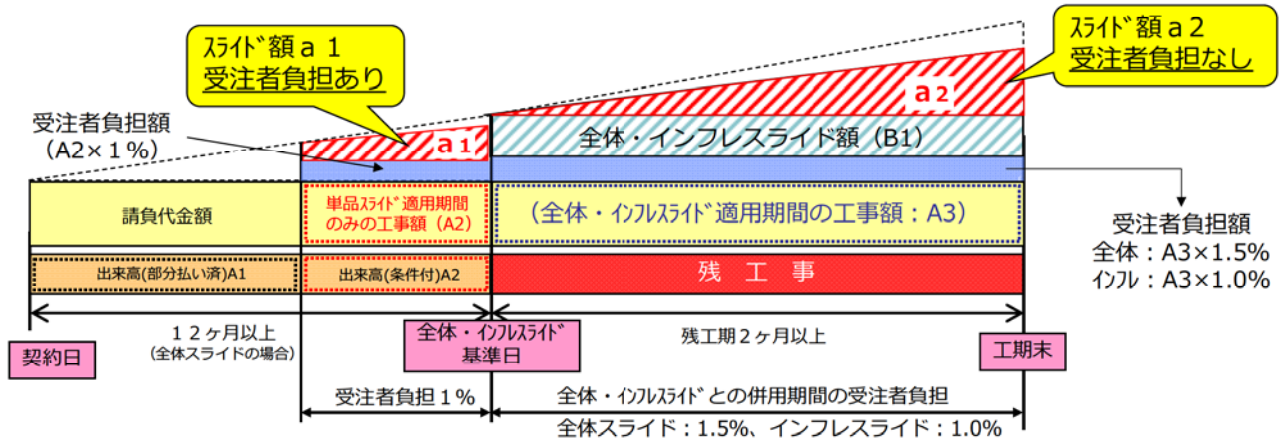 ｽﾗｲﾄﾞ額ａ１
受注者負担あり
ｽﾗｲﾄﾞ額ａ２
受注者負担なし
受注者負担額
（A2×１%）
a1
a2
全体・インフレスライド額（B1）
請負代金額
単品ｽﾗｲﾄﾞ適用期間
のみの工事額（A2）
（全体・ｲﾝﾌﾚｽﾗｲﾄﾞ適用期間の工事額：A3）
受注者負担額
全体：A3×1.5%
ｲﾝﾌﾚ：A3×1.0%
出来高(部分払い済)A1
出来高(条件付)A2
残　工　事
１２ヶ月以上
（全体スライドの場合）
残工期２ヶ月以上
契約日
全体・ｲﾝﾌﾚｽﾗｲﾄﾞ
基準日
工期末
受注者負担１%
全体・ｲﾝﾌﾚｽﾗｲﾄﾞとの併用期間の受注者負担
全体スライド：1.5%、インフレスライド：1.0%